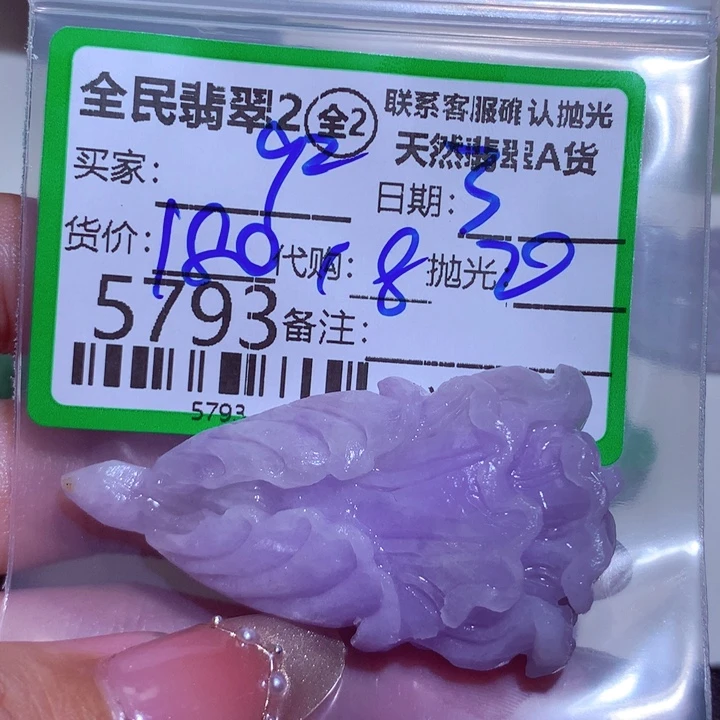 全民翡翠2 全2 联系客服确认抛光
天然翡翠A货
买家: 92 日期: 5
货价: 180 代购: 8 抛光: 20
5793 备注:
5793